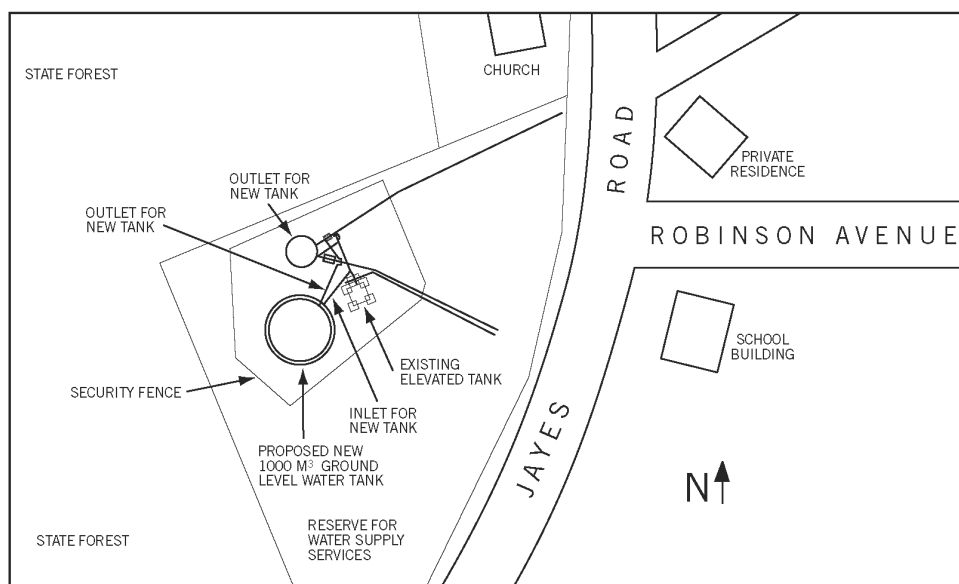 STATE FOREST
CHURCH
OUTLET FOR
NEW TANK
OUTLET FOR
NEW TANK
PRIVATE
RESIDENCE
JAYES ROAD
ROBINSON AVENUE
SECURITY FENCE
EXISTING
ELEVATED TANK
INLET FOR
NEW TANK
SCHOOL
BUILDING
PROPOSED NEW
1000 M³ GROUND
LEVEL WATER TANK
N
RESERVE FOR
WATER SUPPLY
SERVICES
STATE FOREST